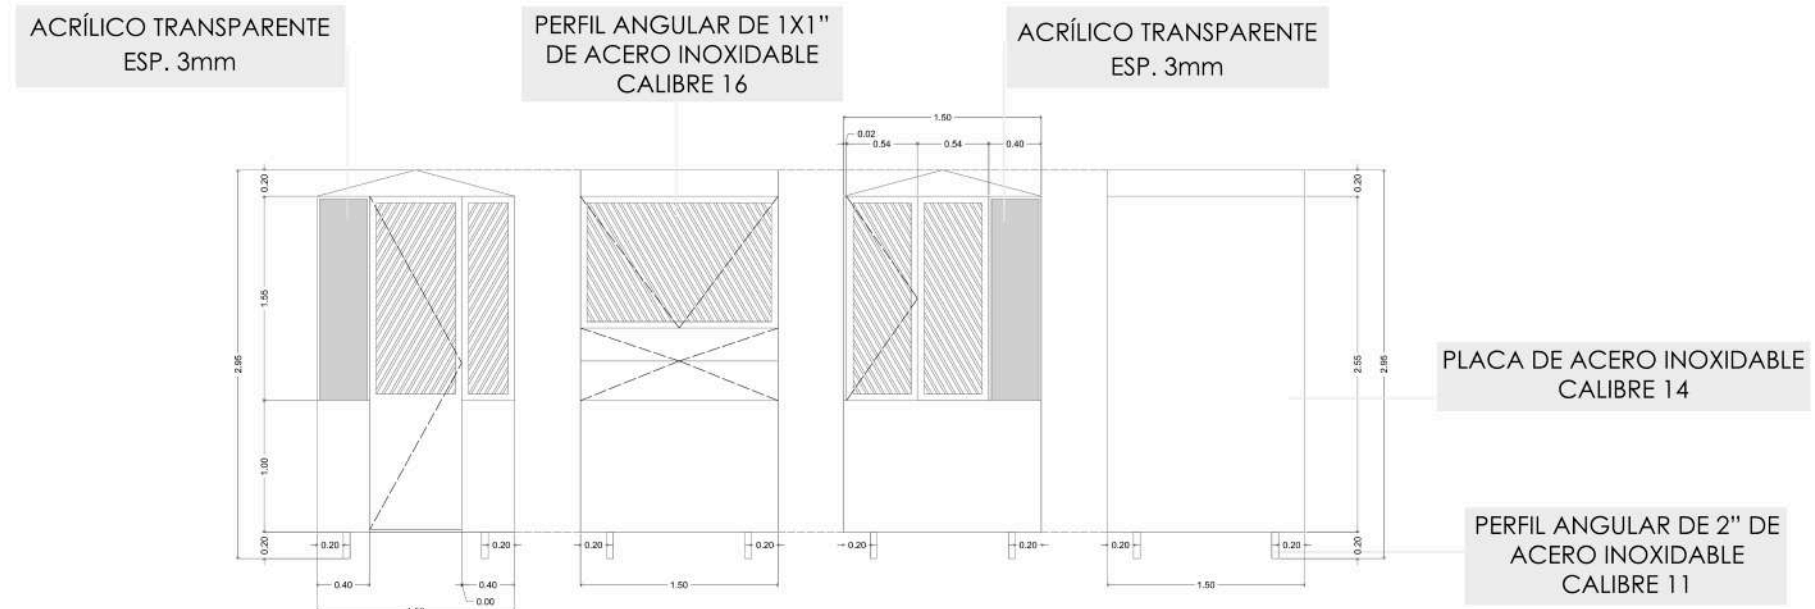 ACRÍLICO TRANSPARENTE
ESP. 3mm
PERFIL ANGULAR DE 1X1”
DE ACERO INOXIDABLE
CALIBRE 16
ACRÍLICO TRANSPARENTE
ESP. 3mm
1.50
0.02
0.54
0.54
0.40
0.20
1.55
2.95
1.00
0.20
0.20
2.55
2.95
0.20
PLACA DE ACERO INOXIDABLE
CALIBRE 14
PERFIL ANGULAR DE 2” DE
ACERO INOXIDABLE
CALIBRE 11
0.20
0.20
0.20
0.20
0.20
0.20
0.20
0.20
0.40
0.40
0.00
1.50
1.50